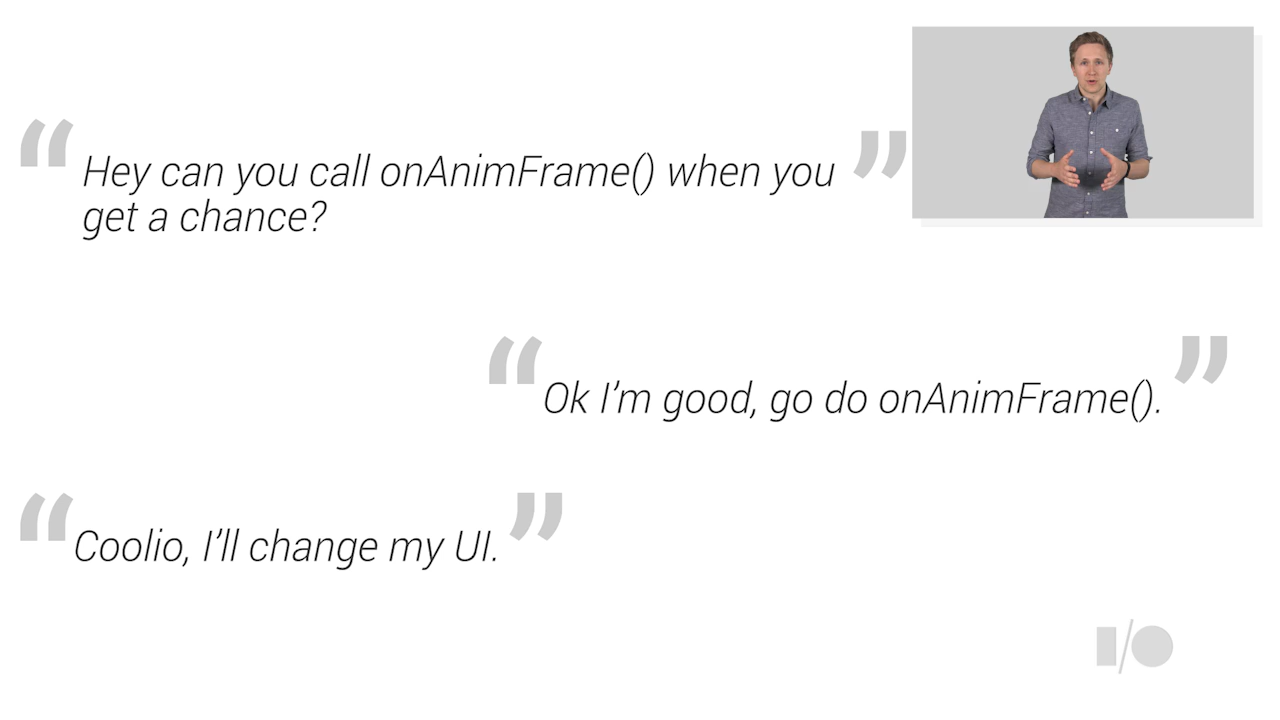 “Hey can you call onAnimFrame() when you
get a chance?”
“Ok I’m good, go do onAnimFrame().”
“Coolio, I’ll change my UI.”
I/O